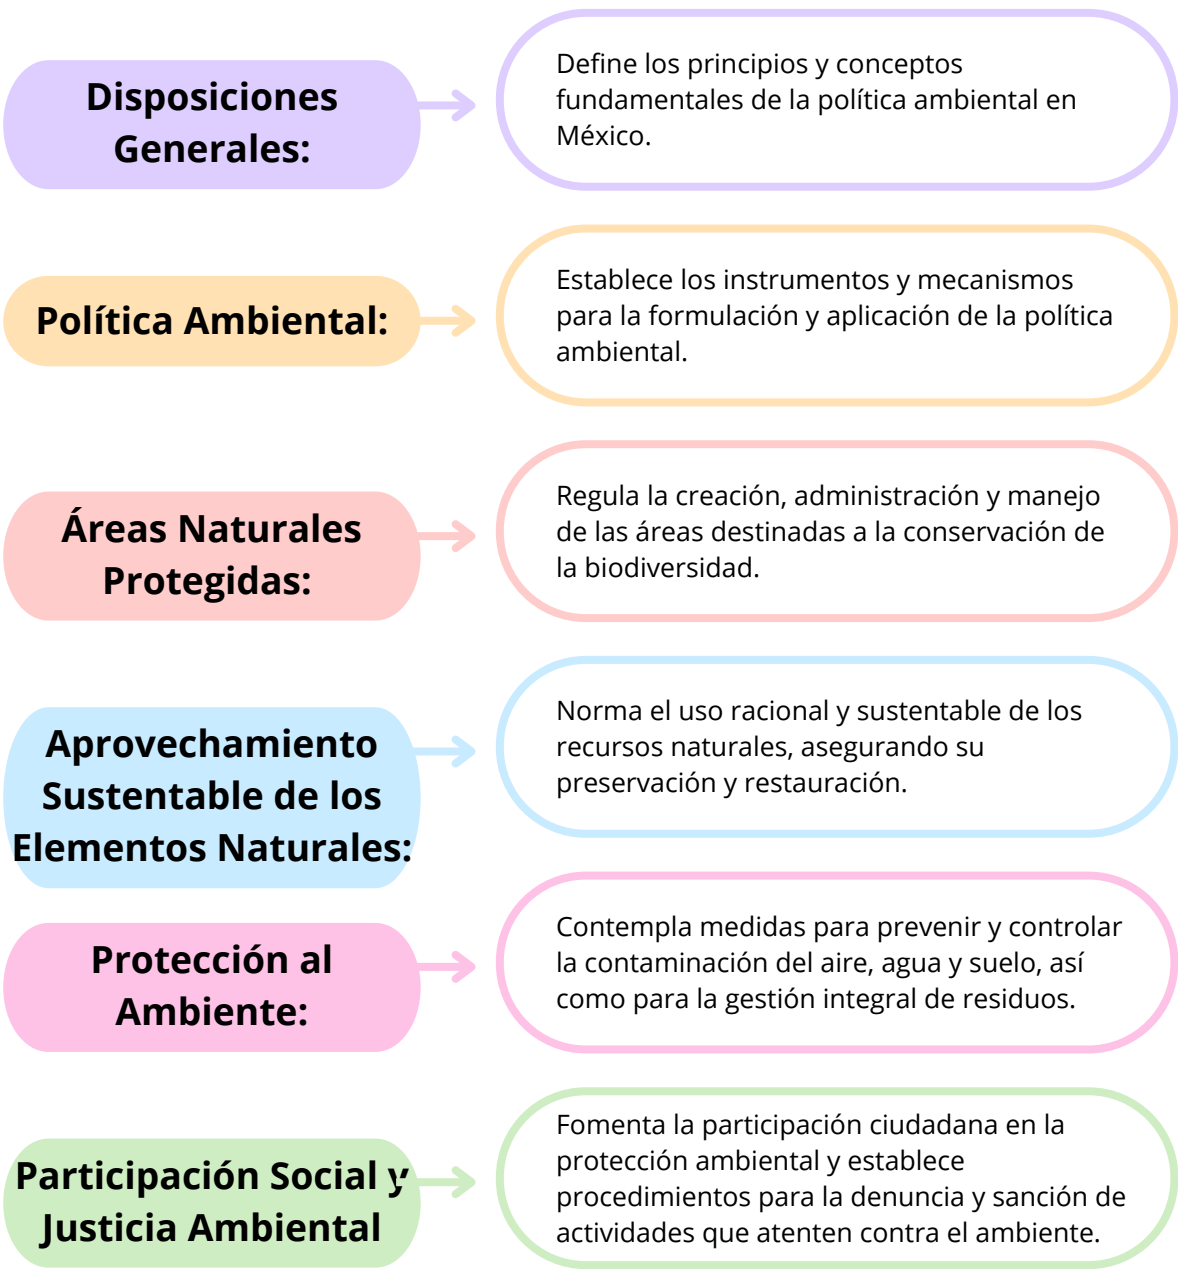 Disposiciones
Generales:
Define los principios y conceptos
fundamentales de la política ambiental en
México.
Política Ambiental:
Establece los instrumentos y mecanismos
para la formulación y aplicación de la política
ambiental.
Áreas Naturales
Protegidas:
Regula la creación, administración y manejo
de las áreas destinadas a la conservación de
la biodiversidad.
Aprovechamiento
Sustentable de los
Elementos Naturales:
Norma el uso racional y sustentable de los
recursos naturales, asegurando su
preservación y restauración.
Protección al
Ambiente:
Contempla medidas para prevenir y controlar
la contaminación del aire, agua y suelo, así
como para la gestión integral de residuos.
Participación Social y
Justicia Ambiental
Fomenta la participación ciudadana en la
protección ambiental y establece
procedimientos para la denuncia y sanción de
actividades que atenten contra el ambiente.